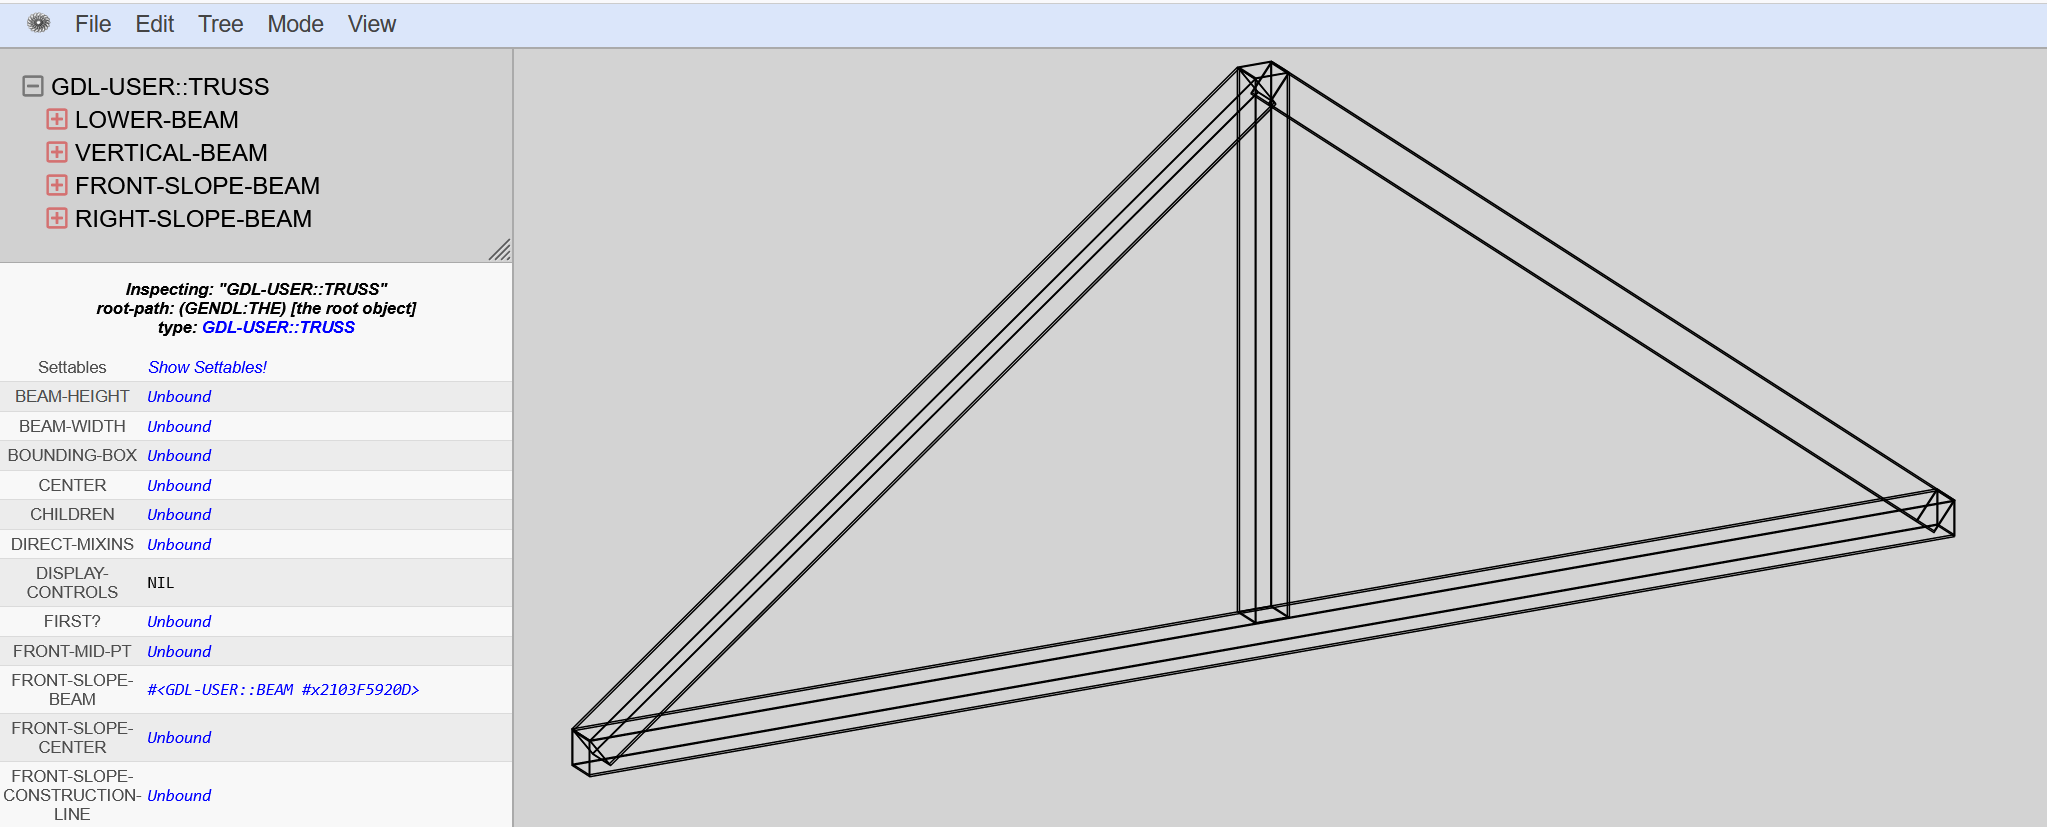 File Edit Tree Mode View
GDL-USER::TRUSS
LOWER-BEAM
VERTICAL-BEAM
FRONT-SLOPE-BEAM
RIGHT-SLOPE-BEAM
Inspecting: "GDL-USER::TRUSS"
root-path: (GENDL:THE) [the root object]
type: GDL-USER::TRUSS
Settables Show Settables!
BEAM-HEIGHT Unbound
BEAM-WIDTH Unbound
BOUNDING-BOX Unbound
CENTER Unbound
CHILDREN Unbound
DIRECT-MIXINS Unbound
DISPLAY-
CONTROLS NIL
FIRST? Unbound
FRONT-MID-PT Unbound
FRONT-SLOPE-
BEAM #<GDL-USER::BEAM #x2103F5920D>
FRONT-SLOPE-
CENTER Unbound
FRONT-SLOPE-
CONSTRUCTION- Unbound
LINE